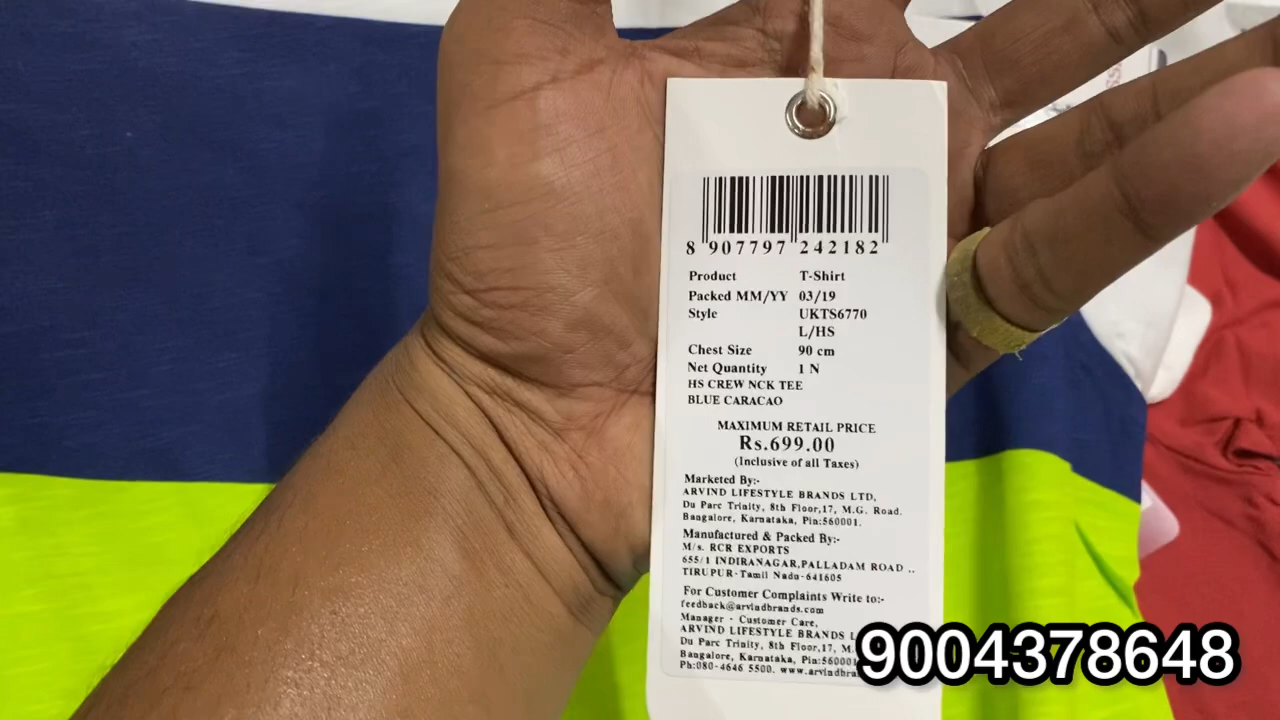 8 907797 242182
Product T-Shirt
Packed MM/YY 03/19
Style UKTS6770
L/HS
Chest Size 90 cm
Net Quantity 1 N
HS CREW NCK TEE
BLUE CARACAO
MAXIMUM RETAIL PRICE
Rs.699.00
(Inclusive of all Taxes)
Marketed By:-
ARVIND LIFESTYLE BRANDS LTD,
Du Parc Trinity, 8th Floor,17, M.G. Road.
Bangalore, Karnataka, Pin:560001.
Manufactured & Packed By:-
M/s. RCR EXPORTS
655/1 INDIRANAGAR,PALLADAM ROAD ..
TIRUPUR-Tamil Nadu-641605
For Customer Complaints Write to:-
feedback@arvindbrands.com
Manager - Customer Care,
ARVIND LIFESTYLE BRANDS L
Du Parc Trinity, 8th Floor,17, M.
Bangalore, Karnataka, Pin:560001
Ph:080-4646 5500. www.arvindbra
9004378648